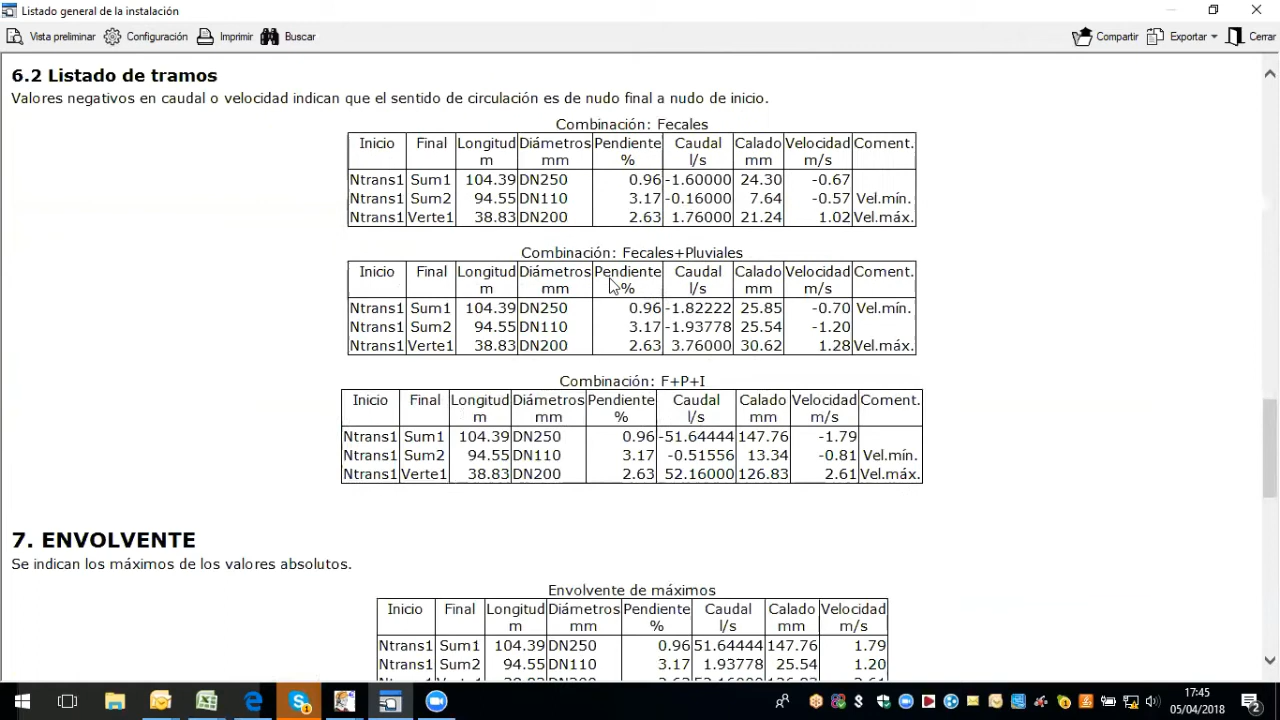 Listado general de la instalación
Vista preliminar Configuración Imprimir Buscar Compartir Exportar Cerrar
6.2 Listado de tramos
Valores negativos en caudal o velocidad indican que el sentido de circulación es de nudo final a nudo de inicio.
Combinación: Fecales
Inicio Final Longitud Diámetros Pendiente Caudal Calado Velocidad Coment.
m mm % l/s mm m/s
Ntrans1 Sum1 104.39 DN250 0.96 -1.60000 24.30 -0.67
Ntrans1 Sum2 94.55 DN110 3.17 -0.16000 7.64 -0.57 Vel.mín.
Ntrans1 Verte1 38.83 DN200 2.63 1.76000 21.24 1.02 Vel.máx.
Combinación: Fecales+Pluviales
Inicio Final Longitud Diámetros Pendiente Caudal Calado Velocidad Coment.
m mm % l/s mm m/s
Ntrans1 Sum1 104.39 DN250 0.96 -1.82222 25.85 -0.70 Vel.mín.
Ntrans1 Sum2 94.55 DN110 3.17 -1.93778 25.54 -1.20
Ntrans1 Verte1 38.83 DN200 2.63 3.76000 30.62 1.28 Vel.máx.
Combinación: F+P+I
Inicio Final Longitud Diámetros Pendiente Caudal Calado Velocidad Coment.
m mm % l/s mm m/s
Ntrans1 Sum1 104.39 DN250 0.96 -51.64444 147.76 -1.79
Ntrans1 Sum2 94.55 DN110 3.17 -0.51556 13.34 -0.81 Vel.mín.
Ntrans1 Verte1 38.83 DN200 2.63 52.16000 126.83 2.61 Vel.máx.
7. ENVOLVENTE
Se indican los máximos de los valores absolutos.
Envolvente de máximos
Inicio Final Longitud Diámetros Pendiente Caudal Calado Velocidad
m mm % l/s mm m/s
Ntrans1 Sum1 104.39 DN250 0.96 51.64444 147.76 1.79
Ntrans1 Sum2 94.55 DN110 3.17 1.93778 25.54 1.20
17:45
05/04/2018